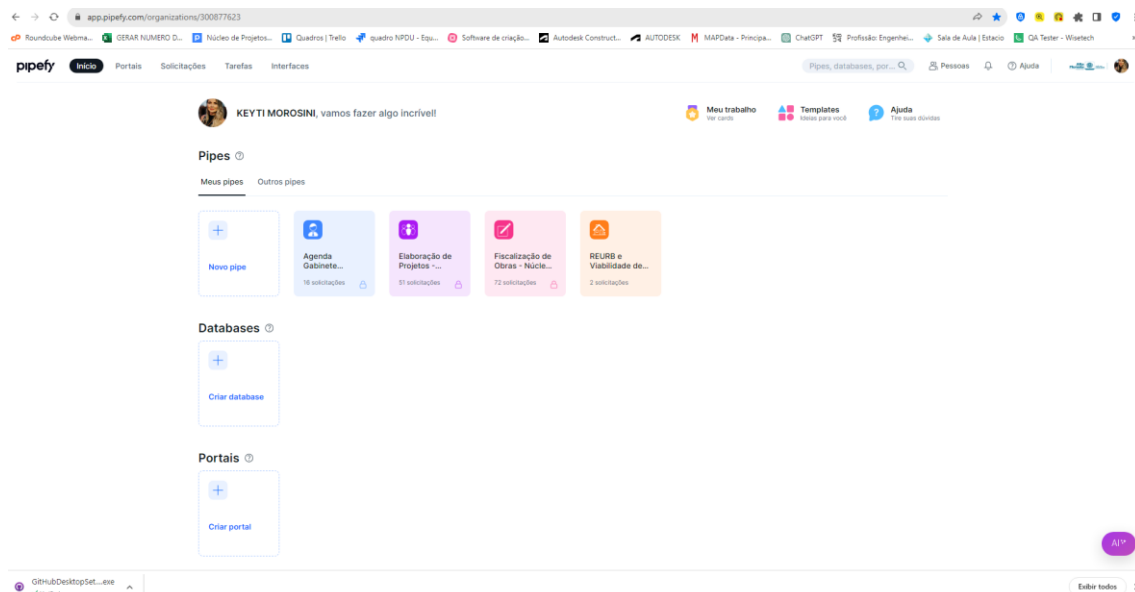 app.pipefy.com/organizations/300877623
Roundcube Webma... GERAR NUMERO D... Núcleo de Projetos... Quadros | Trello quadro NPDU - Equ... Software de criação... Autodesk Construct... AUTODESK MAPData - Principa... ChatGPT Profissão: Engenhei... Sala de Aula | Estacio QA Tester - Wisetech
pipefy Início Portais Solicitações Tarefas Interfaces Pipes, databases, por... Pessoas Ajuda
KEYTI MOROSINI, vamos fazer algo incrível!
Meu trabalho
Ver cards
Templates
Ideias para você
Ajuda
Tire suas dúvidas
Pipes
Meus pipes Outros pipes
Novo pipe
Agenda
Gabinete...
16 solicitações
Elaboração de
Projetos -...
51 solicitações
Fiscalização de
Obras - Núcle...
72 solicitações
REURB e
Viabilidade de...
2 solicitações
Databases
Criar database
Portais
Criar portal
AI
GitHubDesktopSet....exe
Exibir todos